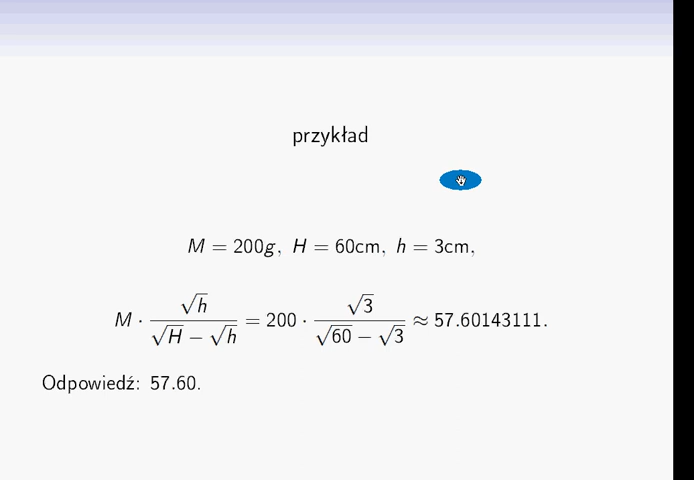 przykład
M = 200g, H = 60cm, h = 3cm,
M · √h / (√H − √h) = 200 · √3 / (√60 − √3) ≈ 57.60143111.
Odpowiedź: 57.60.